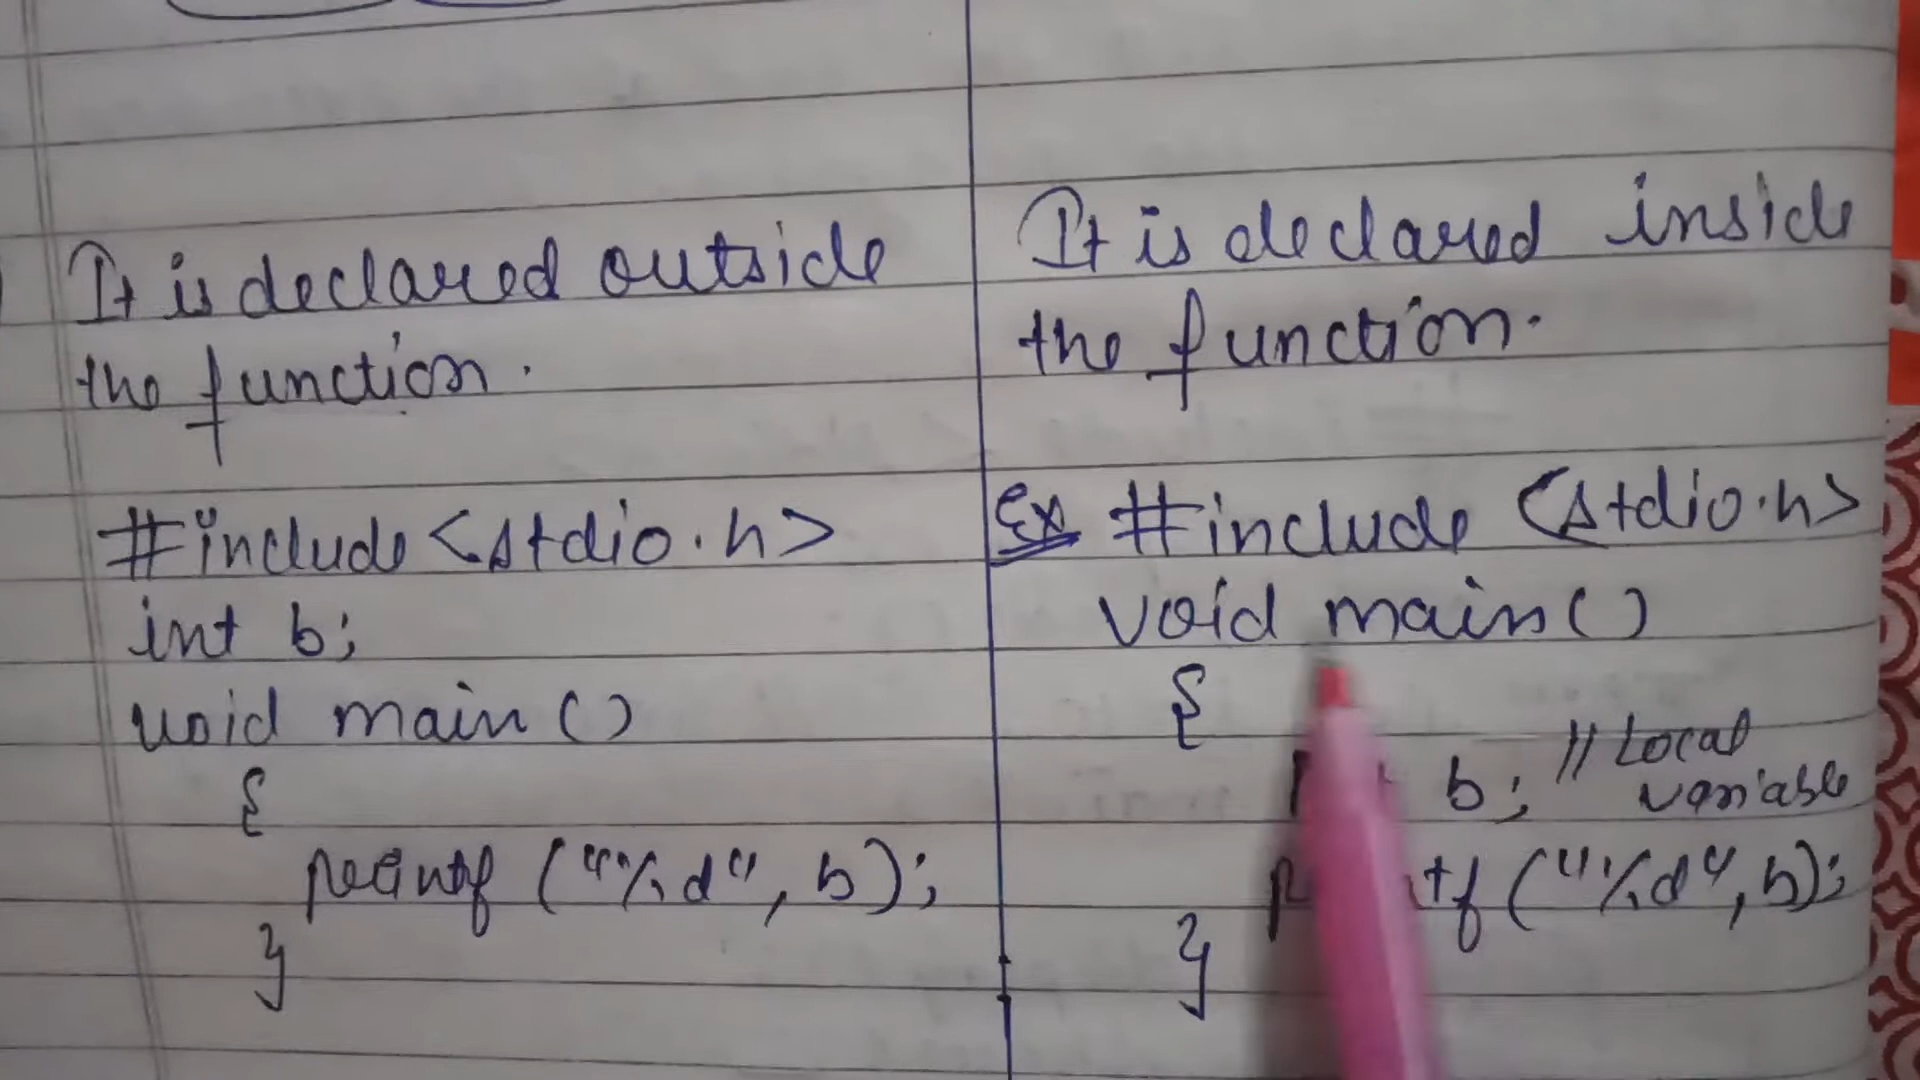 It is declared outside
the function.
#include<stdio.h>
int b;
void main()
{
printf ("%d", b);
}
It is declared inside
the function.
Ex #include <stdio.h>
void main()
{
b; // Local
variable
("%d", b);
}